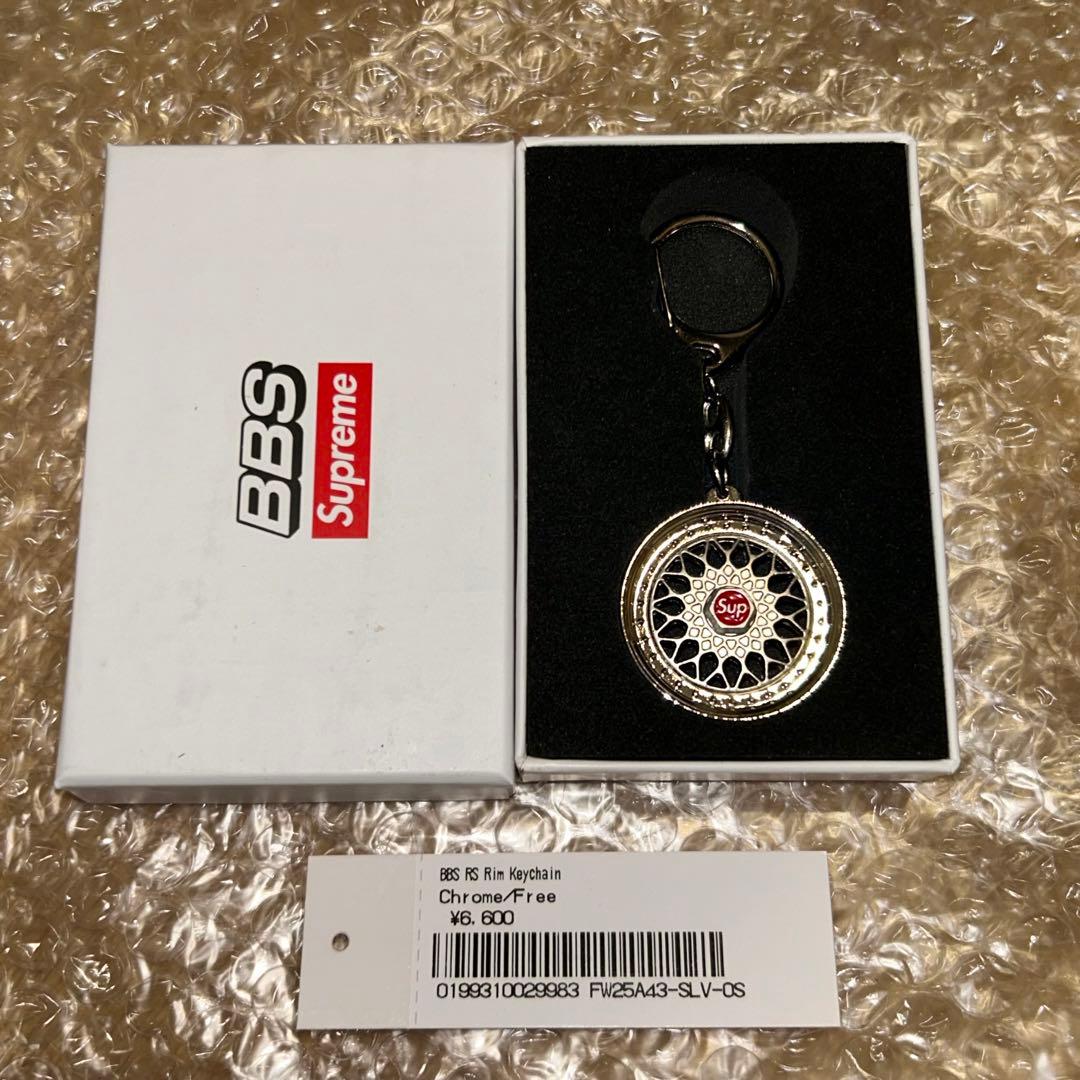 BBS
Supreme
Sup
BBS RS Rim Keychain
Chrome/Free
¥6,600
0199310029983 FW25A43-SLV-OS